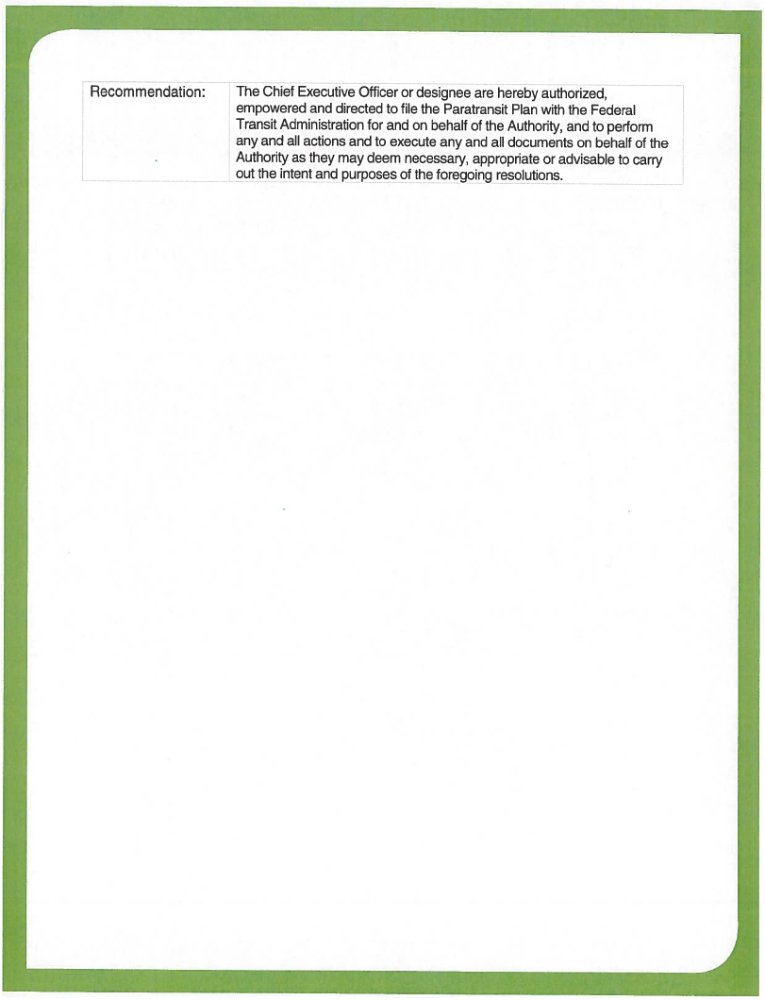 Recommendation: The Chief Executive Officer or designee are hereby authorized,
empowered and directed to file the Paratransit Plan with the Federal
Transit Administration for and on behalf of the Authority, and to perform
any and all actions and to execute any and all documents on behalf of the
Authority as they may deem necessary, appropriate or advisable to carry
out the intent and purposes of the foregoing resolutions.